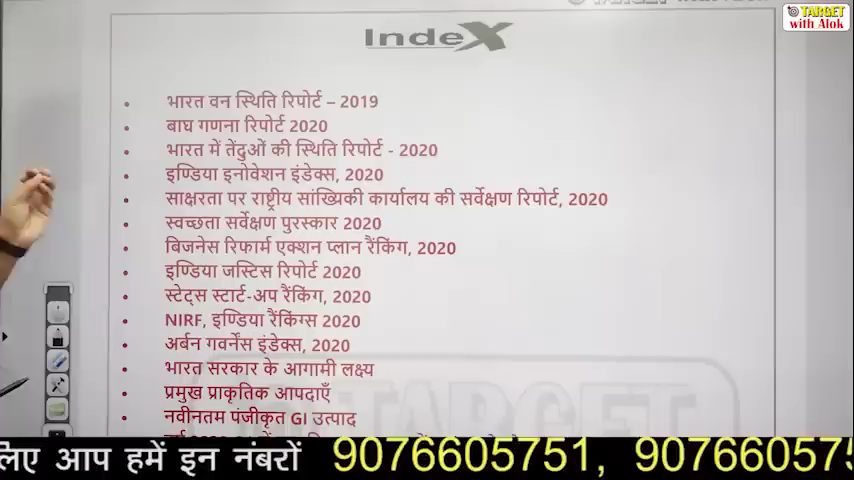 TARGET
with Alok
IndeX
भारत वन स्थिति रिपोर्ट – 2019
बाघ गणना रिपोर्ट 2020
भारत में तेंदुओं की स्थिति रिपोर्ट - 2020
इण्डिया इनोवेशन इंडेक्स, 2020
साक्षरता पर राष्ट्रीय सांख्यिकी कार्यालय की सर्वेक्षण रिपोर्ट, 2020
स्वच्छता सर्वेक्षण पुरस्कार 2020
बिजनेस रिफार्म एक्शन प्लान रैंकिंग, 2020
इण्डिया जस्टिस रिपोर्ट 2020
स्टेट्स स्टार्ट-अप रैंकिंग, 2020
NIRF, इण्डिया रैंकिंग्स 2020
अर्बन गवर्नेंस इंडेक्स, 2020
भारत सरकार के आगामी लक्ष्य
प्रमुख प्राकृतिक आपदाएँ
नवीनतम पंजीकृत GI उत्पाद
TARGET
लिए आप हमें इन नंबरों 9076605751, 907660575